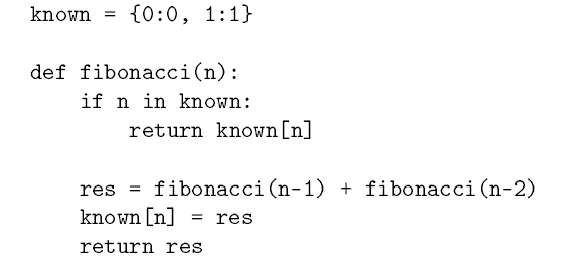 known = {0:0, 1:1}

def fibonacci(n):
    if n in known:
        return known[n]

    res = fibonacci(n-1) + fibonacci(n-2)
    known[n] = res
    return res